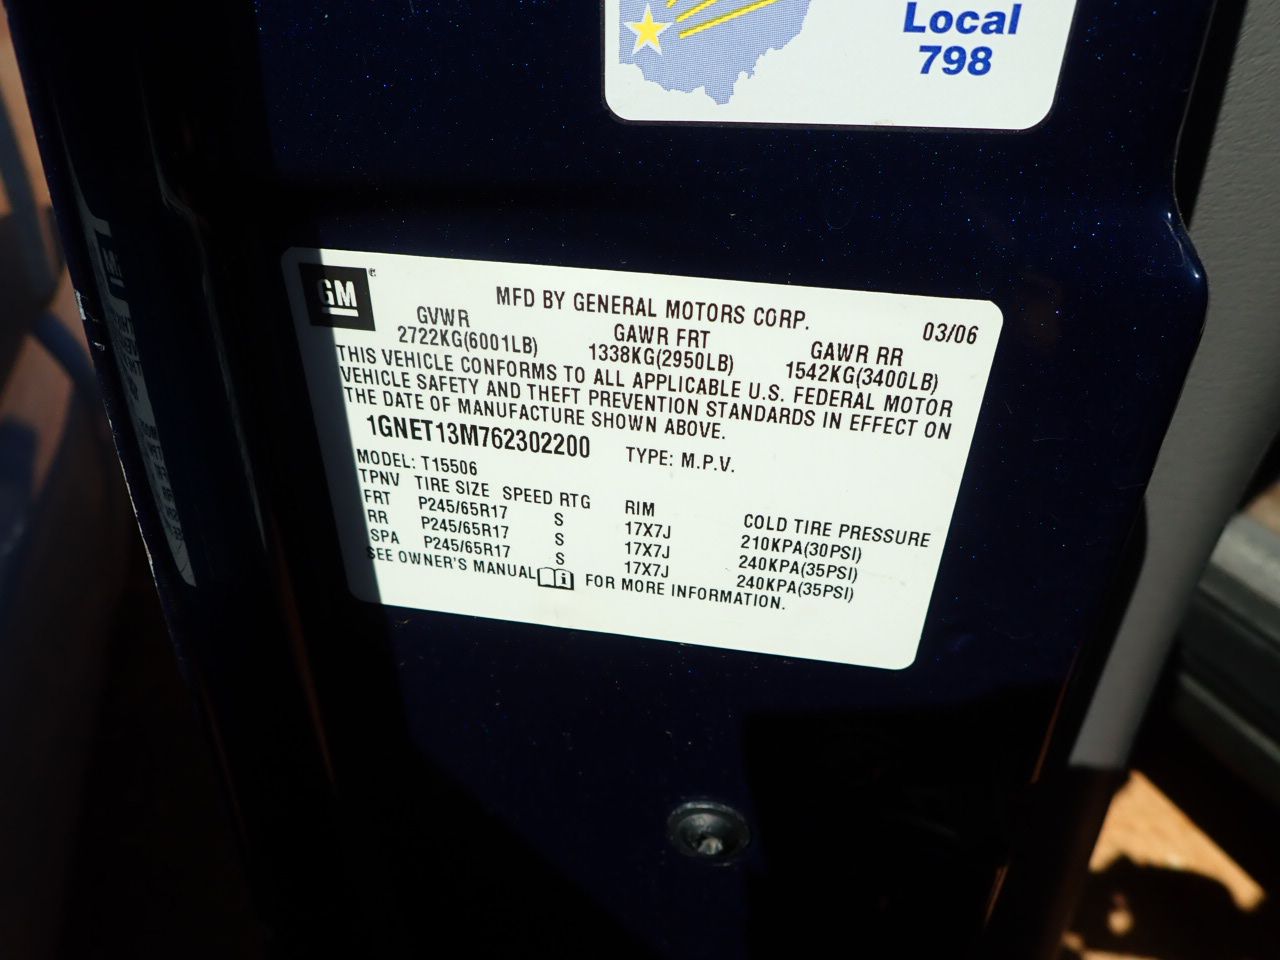 Local
798
GM
MFD BY GENERAL MOTORS CORP.
03/06
GVWR GAWR FRT GAWR RR
2722KG(6001LB) 1338KG(2950LB) 1542KG(3400LB)
THIS VEHICLE CONFORMS TO ALL APPLICABLE U.S. FEDERAL MOTOR
VEHICLE SAFETY AND THEFT PREVENTION STANDARDS IN EFFECT ON
THE DATE OF MANUFACTURE SHOWN ABOVE.
1GNET13M762302200 TYPE: M.P.V.
MODEL: T15506
TPNV TIRE SIZE SPEED RTG RIM COLD TIRE PRESSURE
FRT P245/65R17 S 17X7J 210KPA(30PSI)
RR P245/65R17 S 17X7J 240KPA(35PSI)
SPA P245/65R17 S 17X7J 240KPA(35PSI)
SEE OWNER'S MANUAL FOR MORE INFORMATION.